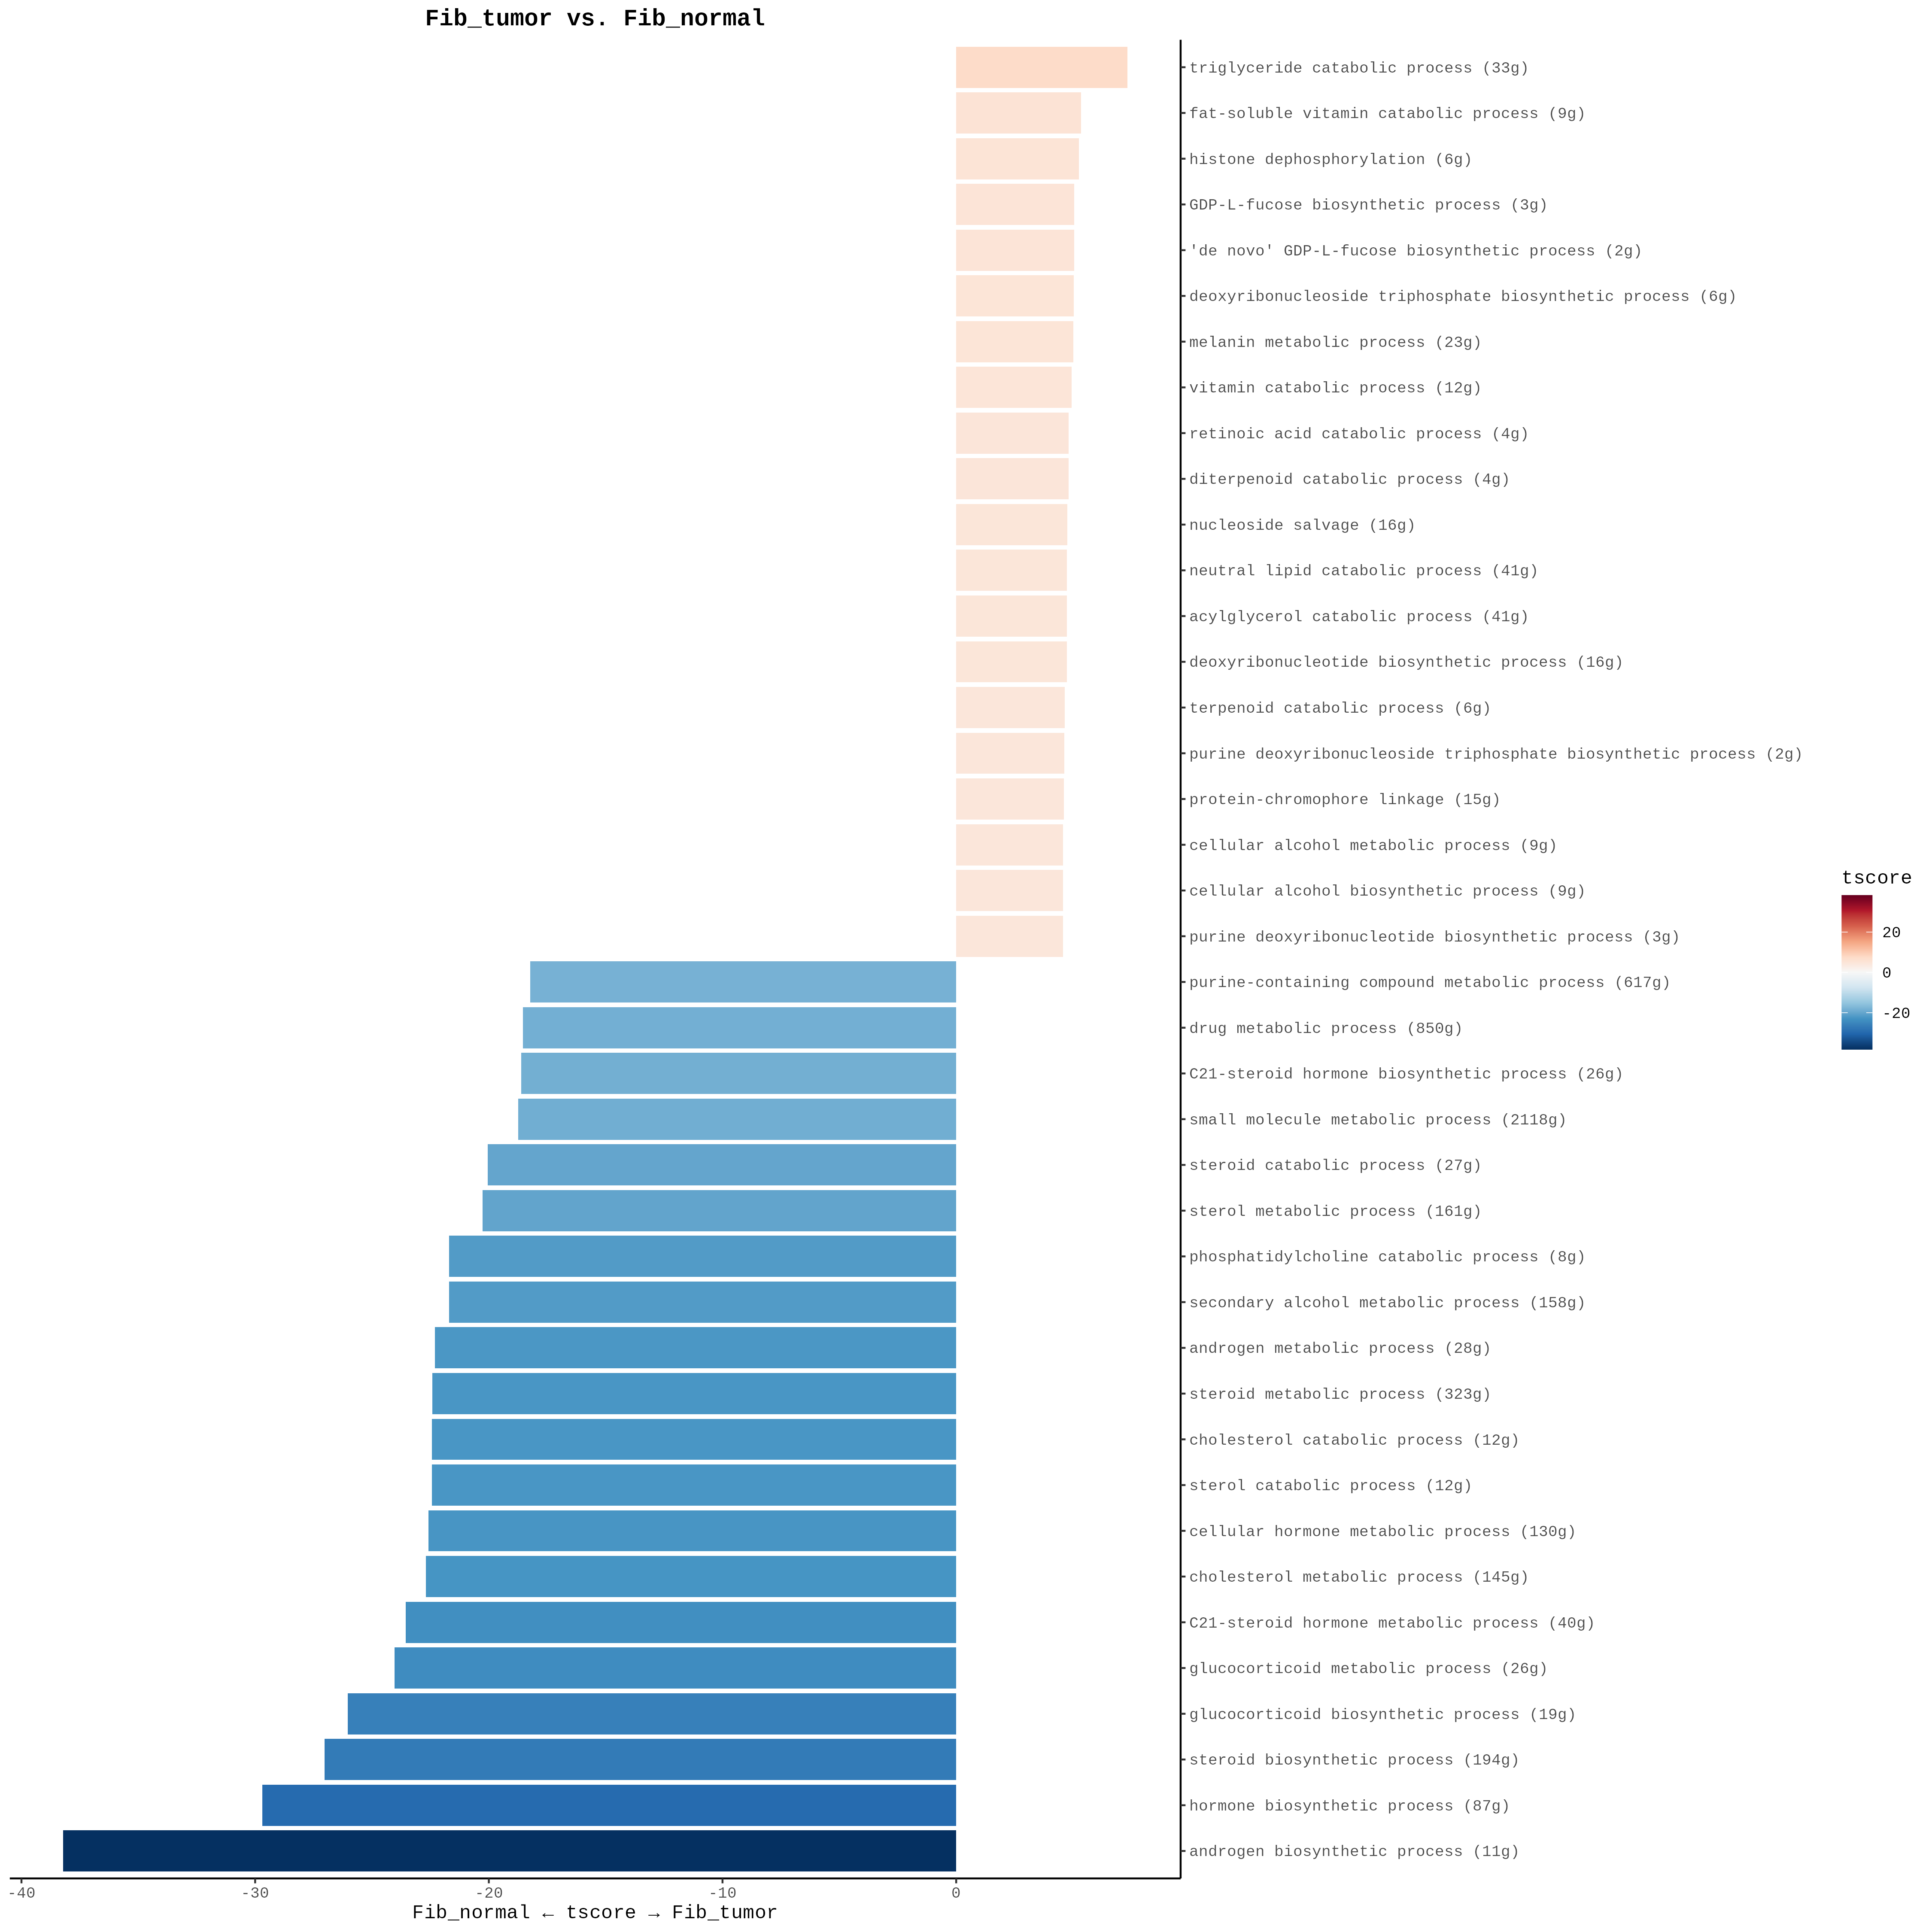 Fib_tumor vs. Fib_normal
triglyceride catabolic process (33g)
fat-soluble vitamin catabolic process (9g)
histone dephosphorylation (6g)
GDP-L-fucose biosynthetic process (3g)
'de novo' GDP-L-fucose biosynthetic process (2g)
deoxyribonucleoside triphosphate biosynthetic process (6g)
melanin metabolic process (23g)
vitamin catabolic process (12g)
retinoic acid catabolic process (4g)
diterpenoid catabolic process (4g)
nucleoside salvage (16g)
neutral lipid catabolic process (41g)
acylglycerol catabolic process (41g)
deoxyribonucleotide biosynthetic process (16g)
terpenoid catabolic process (6g)
purine deoxyribonucleoside triphosphate biosynthetic process (2g)
protein-chromophore linkage (15g)
cellular alcohol metabolic process (9g)
cellular alcohol biosynthetic process (9g)
purine deoxyribonucleotide biosynthetic process (3g)
purine-containing compound metabolic process (617g)
drug metabolic process (850g)
C21-steroid hormone biosynthetic process (26g)
small molecule metabolic process (2118g)
steroid catabolic process (27g)
sterol metabolic process (161g)
phosphatidylcholine catabolic process (8g)
secondary alcohol metabolic process (158g)
androgen metabolic process (28g)
steroid metabolic process (323g)
cholesterol catabolic process (12g)
sterol catabolic process (12g)
cellular hormone metabolic process (130g)
cholesterol metabolic process (145g)
C21-steroid hormone metabolic process (40g)
glucocorticoid metabolic process (26g)
glucocorticoid biosynthetic process (19g)
steroid biosynthetic process (194g)
hormone biosynthetic process (87g)
androgen biosynthetic process (11g)
-40 -30 -20 -10 0
Fib_normal ← tscore → Fib_tumor
tscore
20
0
-20